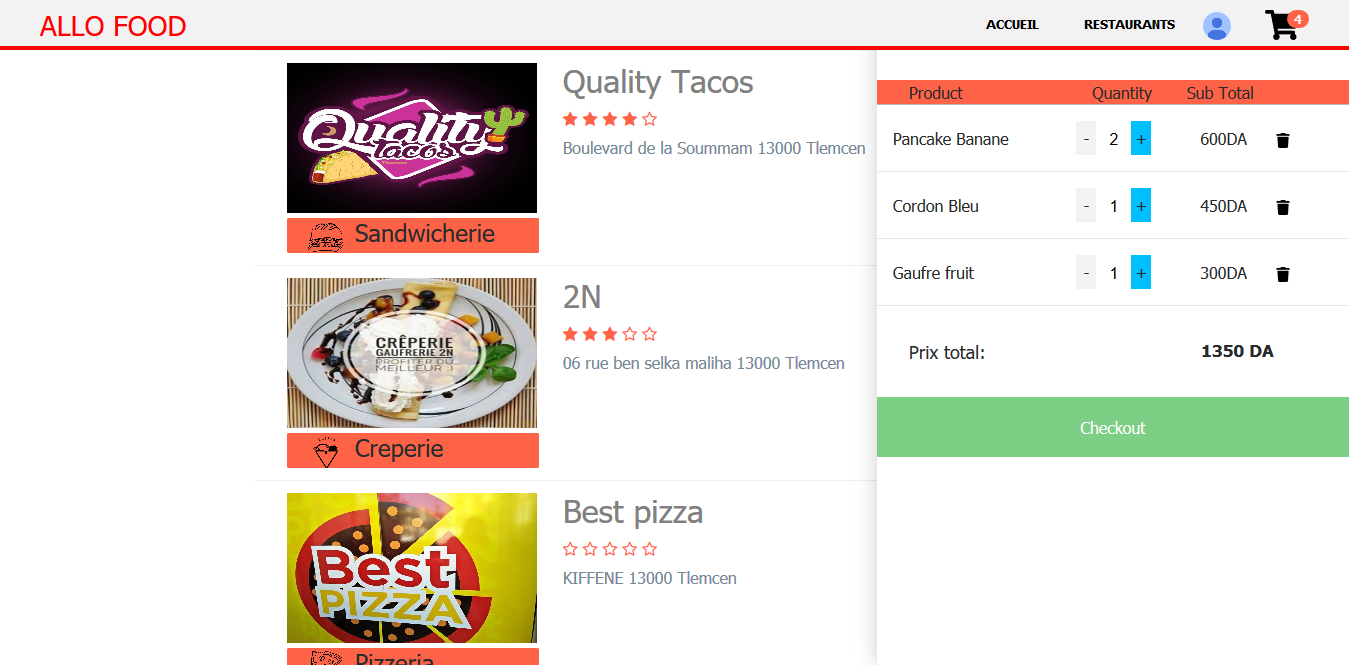 ALLO FOOD
ACCUEIL RESTAURANTS 4
Quality tacos
Quality Tacos
Boulevard de la Soummam 13000 Tlemcen
Sandwicherie
CRÊPERIE
GAUFRERIE 2N
PROFITER DU
MEILLEUR :)
2N
06 rue ben selka maliha 13000 Tlemcen
Creperie
Best
PIZZA
Best pizza
KIFFENE 13000 Tlemcen
Pizzeria
Product Quantity Sub Total
Pancake Banane - 2 + 600DA
Cordon Bleu - 1 + 450DA
Gaufre fruit - 1 + 300DA
Prix total: 1350 DA
Checkout